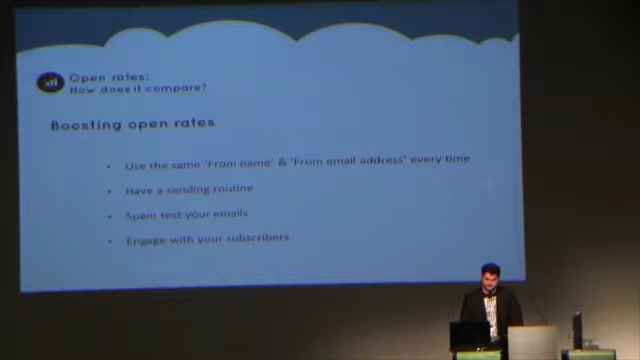 Open rates:
How does it compare?
Boosting open rates
• Use the same 'From name' & 'From email address' every time
• Have a sending routine
• Spam test your emails
• Engage with your subscribers